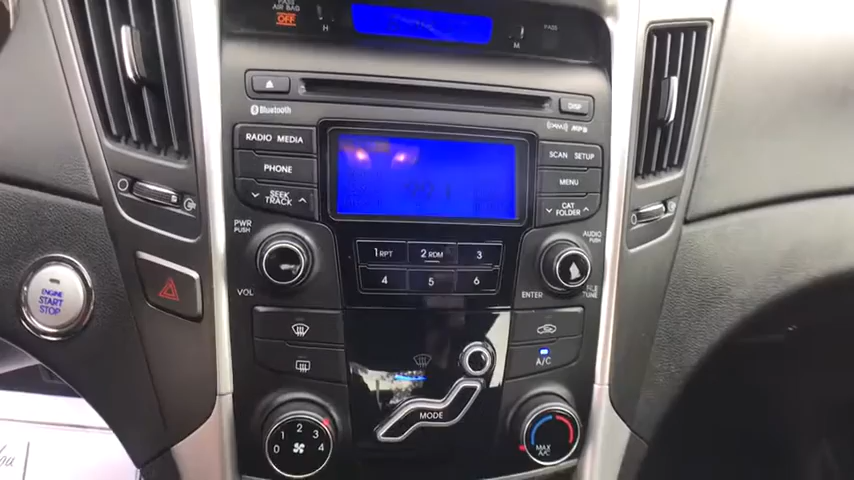 PASS
AIR BAG
OFF
H
M
PASS
Bluetooth
DISP
MP3
RADIO MEDIA
PHONE
SEEK
TRACK
SCAN SETUP
MENU
CAT
FOLDER
PWR
PUSH
AUDIO
PUSH
1 RPT 2 RDM 3
4 5 6
VOL
ENTER
TUNE
ENGINE
START
STOP
A/C
MODE
0 1 2 3 4
MAX
A/C